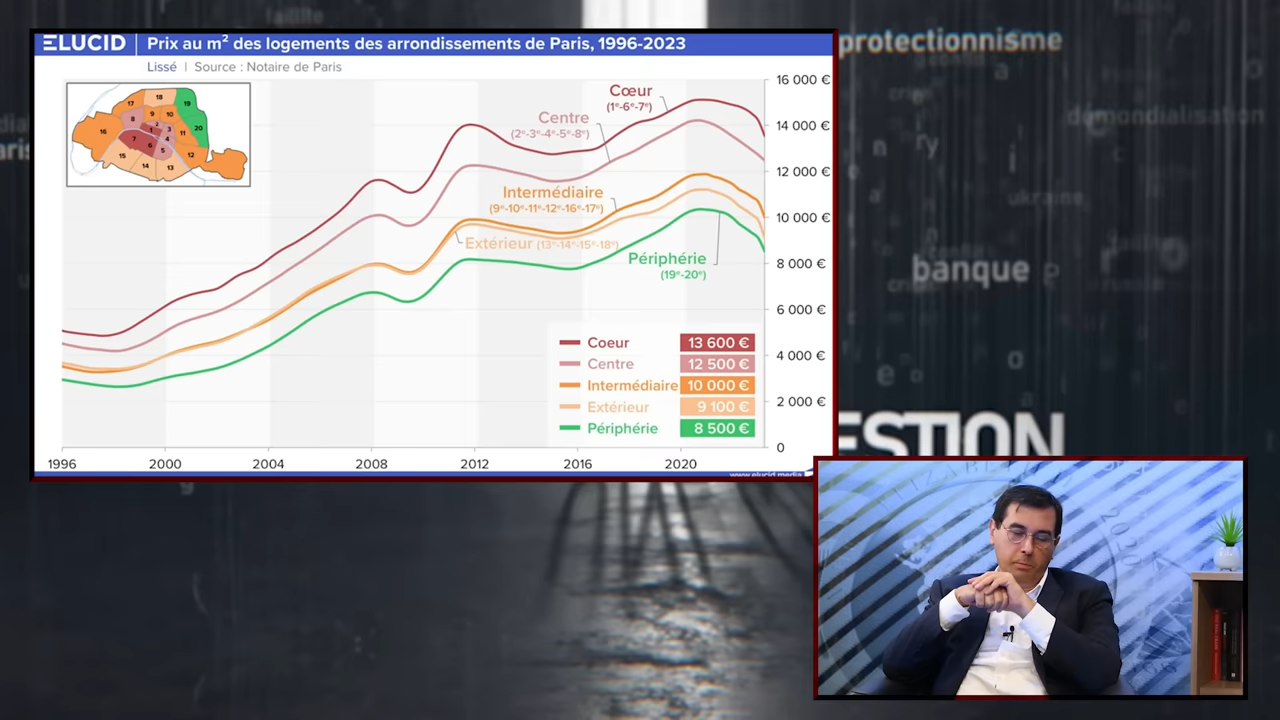 faillite
ELUCID
Prix au m² des logements des arrondissements de Paris, 1996-2023
Lissé | Source : Notaire de Paris
protectionnisme
démondialisation
ukraine
banque
ESTION
16 000 €
14 000 €
12 000 €
10 000 €
8 000 €
6 000 €
4 000 €
2 000 €
0
1996
2000
2004
2008
2012
2016
2020
Cœur
(1ᵉ-6ᵉ-7ᵉ)
Centre
(2ᵉ-3ᵉ-4ᵉ-5ᵉ-8ᵉ)
Intermédiaire
(9ᵉ-10ᵉ-11ᵉ-12ᵉ-16ᵉ-17ᵉ)
Extérieur (13ᵉ-14ᵉ-15ᵉ-18ᵉ)
Périphérie
(19ᵉ-20ᵉ)
Coeur 13 600 €
Centre 12 500 €
Intermédiaire 10 000 €
Extérieur 9 100 €
Périphérie 8 500 €
www.elucid.media
18
19
17
9
10
8
2
1
3
20
16
11
7
4
6
5
12
15
14
13